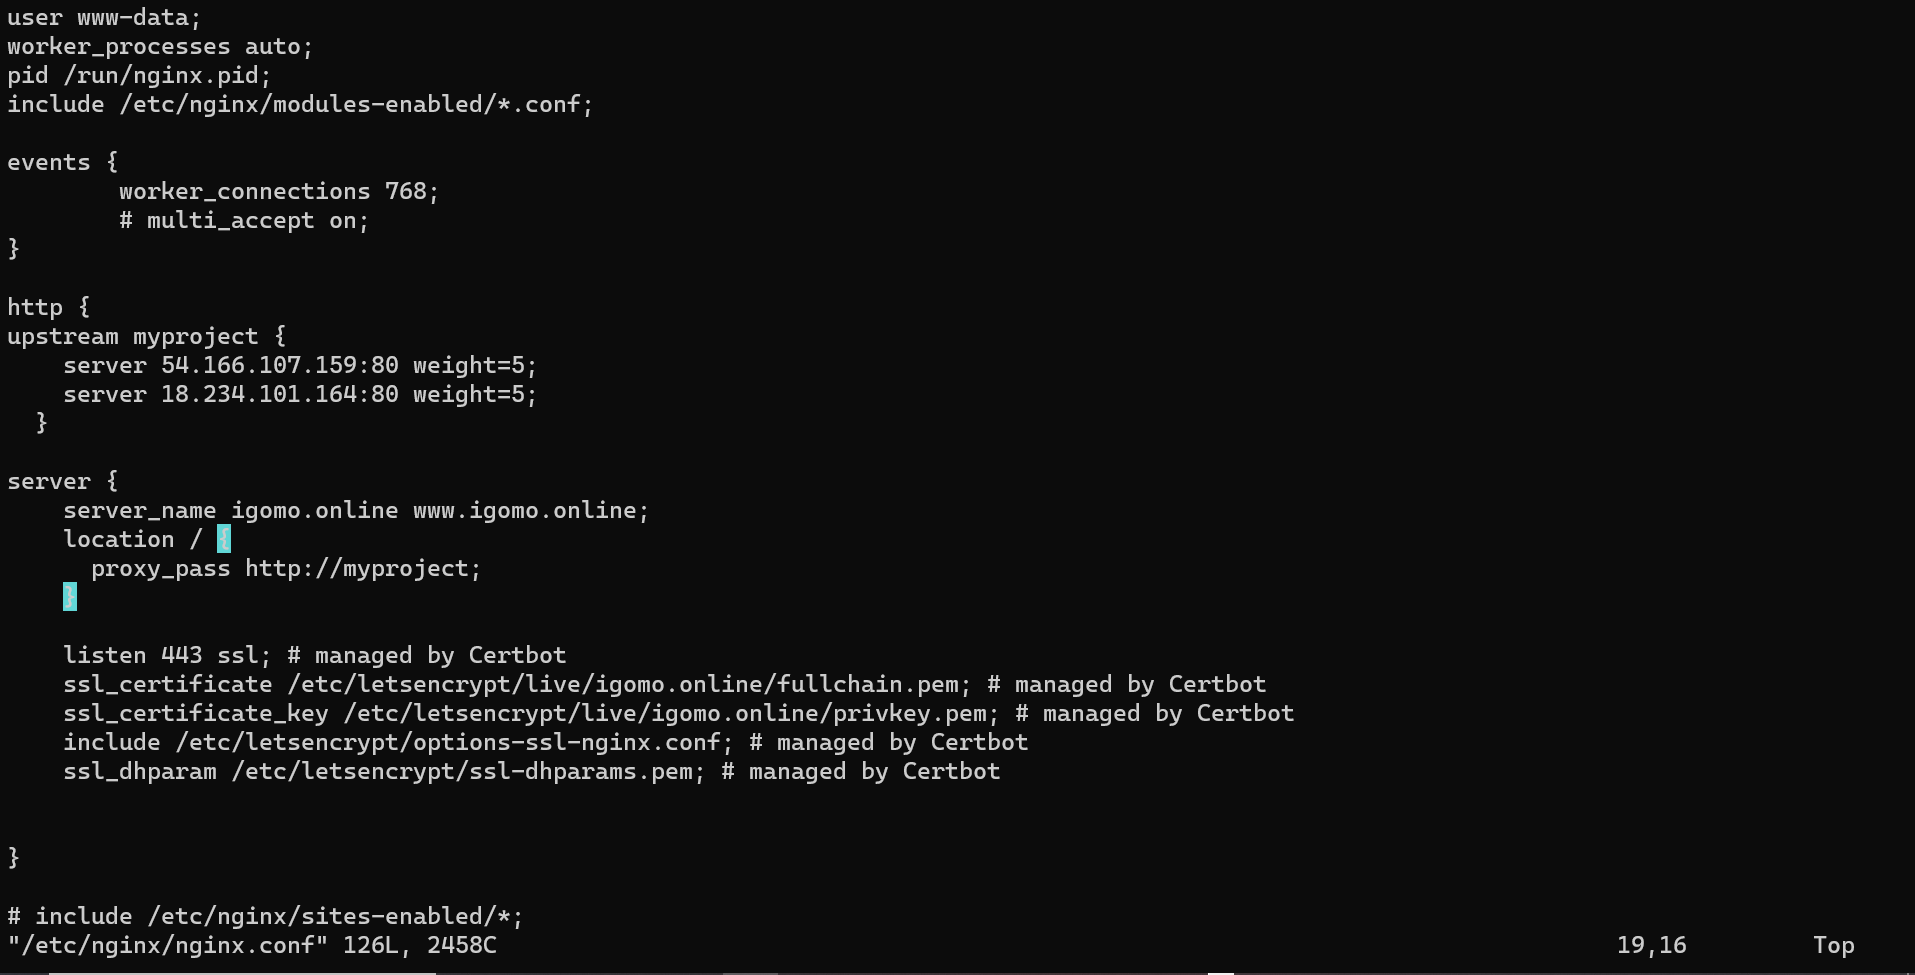 user www-data;
worker_processes auto;
pid /run/nginx.pid;
include /etc/nginx/modules-enabled/*.conf;

events {
        worker_connections 768;
        # multi_accept on;
}

http {
upstream myproject {
    server 54.166.107.159:80 weight=5;
    server 18.234.101.164:80 weight=5;
  }

server {
    server_name igomo.online www.igomo.online;
    location / {
      proxy_pass http://myproject;
    }

    listen 443 ssl; # managed by Certbot
    ssl_certificate /etc/letsencrypt/live/igomo.online/fullchain.pem; # managed by Certbot
    ssl_certificate_key /etc/letsencrypt/live/igomo.online/privkey.pem; # managed by Certbot
    include /etc/letsencrypt/options-ssl-nginx.conf; # managed by Certbot
    ssl_dhparam /etc/letsencrypt/ssl-dhparams.pem; # managed by Certbot


}

# include /etc/nginx/sites-enabled/*;
"/etc/nginx/nginx.conf" 126L, 2458C 19,16 Top